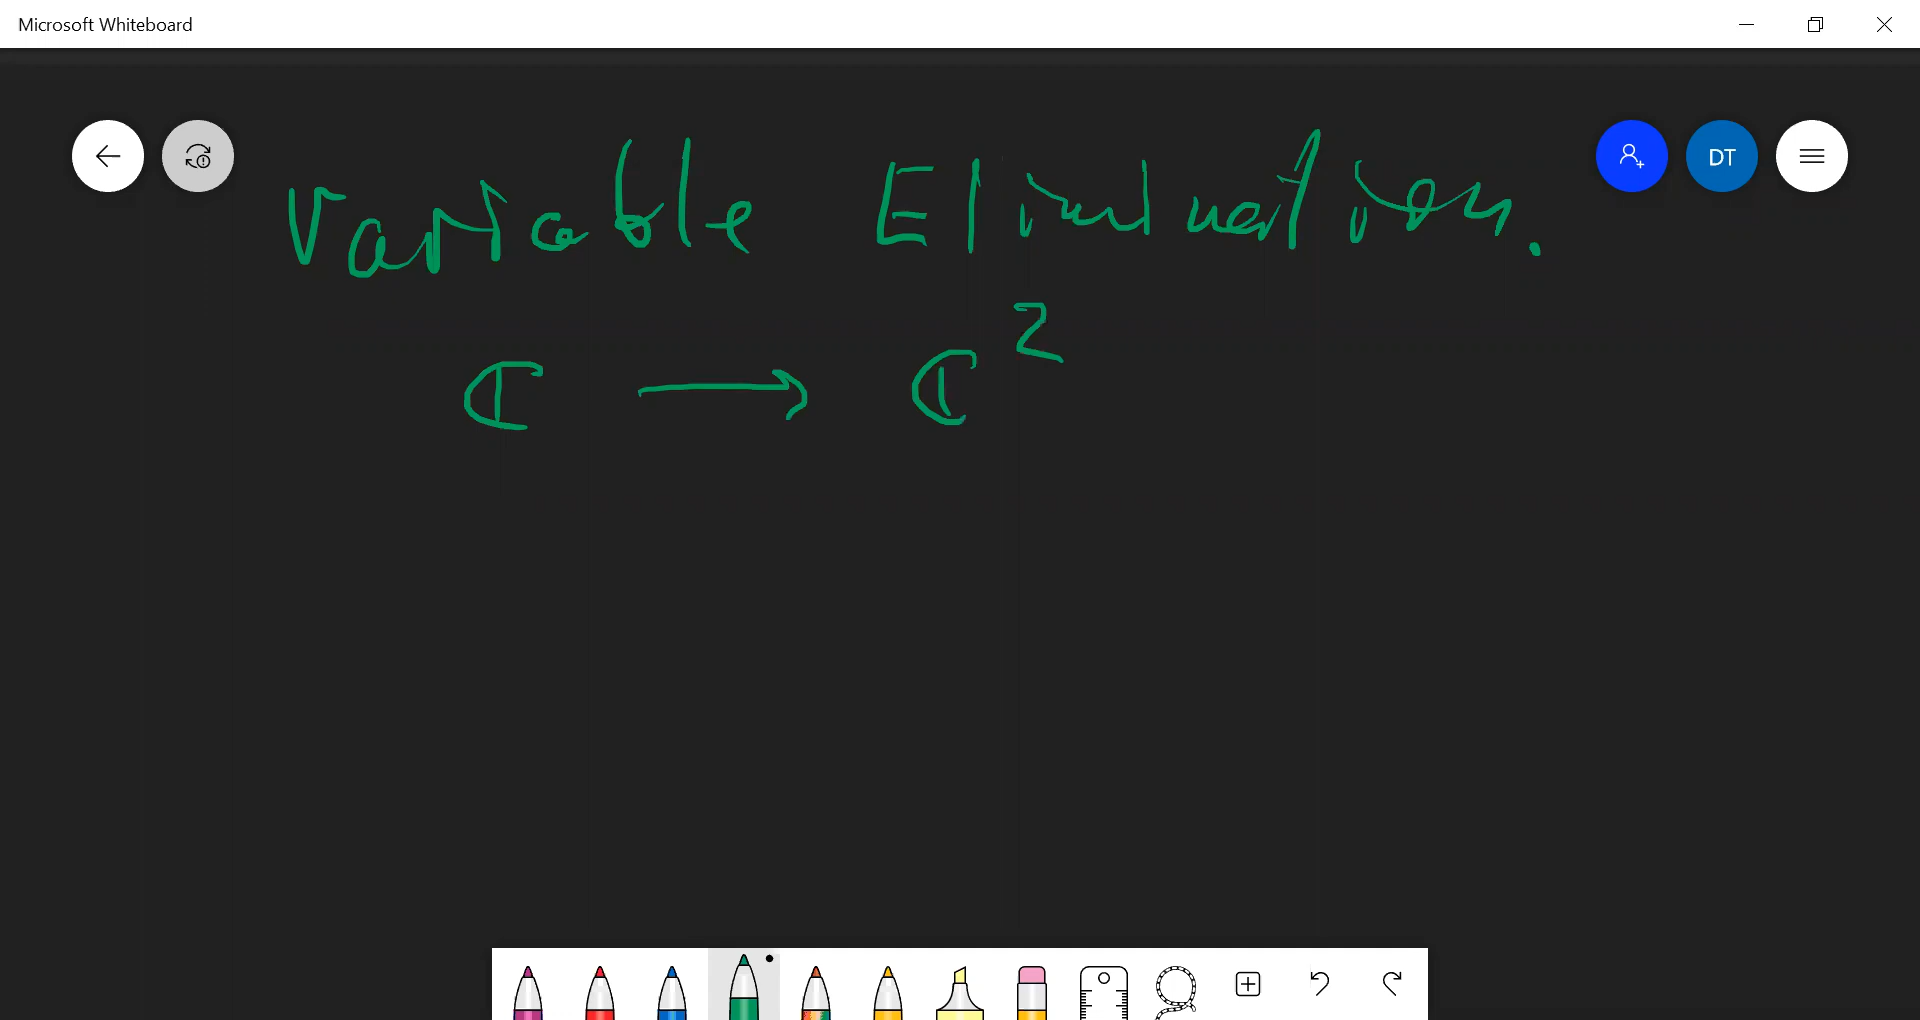 Microsoft Whiteboard
DT
Variable Elimination.
ℂ → ℂ²